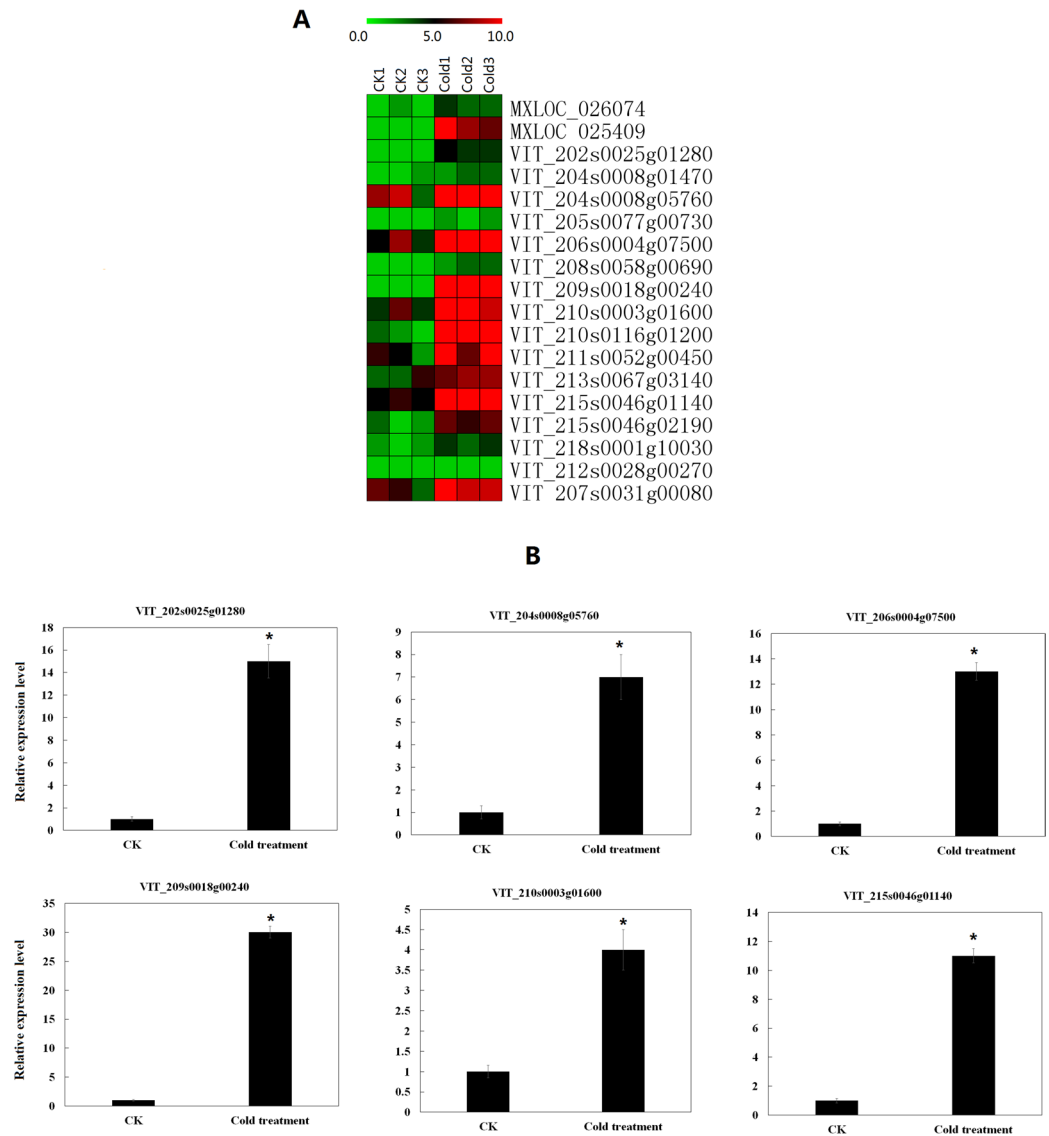 A
0.0 5.0 10.0
CK1 CK2 CK3 Cold1 Cold2 Cold3
MXLOC_026074
MXLOC_025409
VIT_202s0025g01280
VIT_204s0008g01470
VIT_204s0008g05760
VIT_205s0077g00730
VIT_206s0004g07500
VIT_208s0058g00690
VIT_209s0018g00240
VIT_210s0003g01600
VIT_210s0116g01200
VIT_211s0052g00450
VIT_213s0067g03140
VIT_215s0046g01140
VIT_215s0046g02190
VIT_218s0001g10030
VIT_212s0028g00270
VIT_207s0031g00080
B
VIT_202s0025g01280
Relative expression level
18
16
14
12
10
8
6
4
2
0
*
CK Cold treatment
VIT_204s0008g05760
9
8
7
6
5
4
3
2
1
0
*
CK Cold treatment
VIT_206s0004g07500
16
14
12
10
8
6
4
2
0
*
CK Cold treatment
VIT_209s0018g00240
Relative expression level
35
30
25
20
15
10
5
0
*
CK Cold treatment
VIT_210s0003g01600
5
4.5
4
3.5
3
2.5
2
1.5
1
0.5
0
*
CK Cold treatment
VIT_215s0046g01140
14
12
10
8
6
4
2
0
*
CK Cold treatment